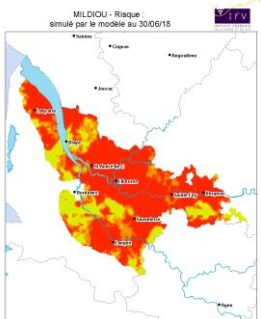 MILDIOU - Risque :
simulé par le modèle au 30/06/18
IFV
Saintes
Cognac
Angoulême
Jonzac
Blaye
Libourne
Bordeaux
Sainte Foy
Bergerac
Sauveterre
Langon
Agen